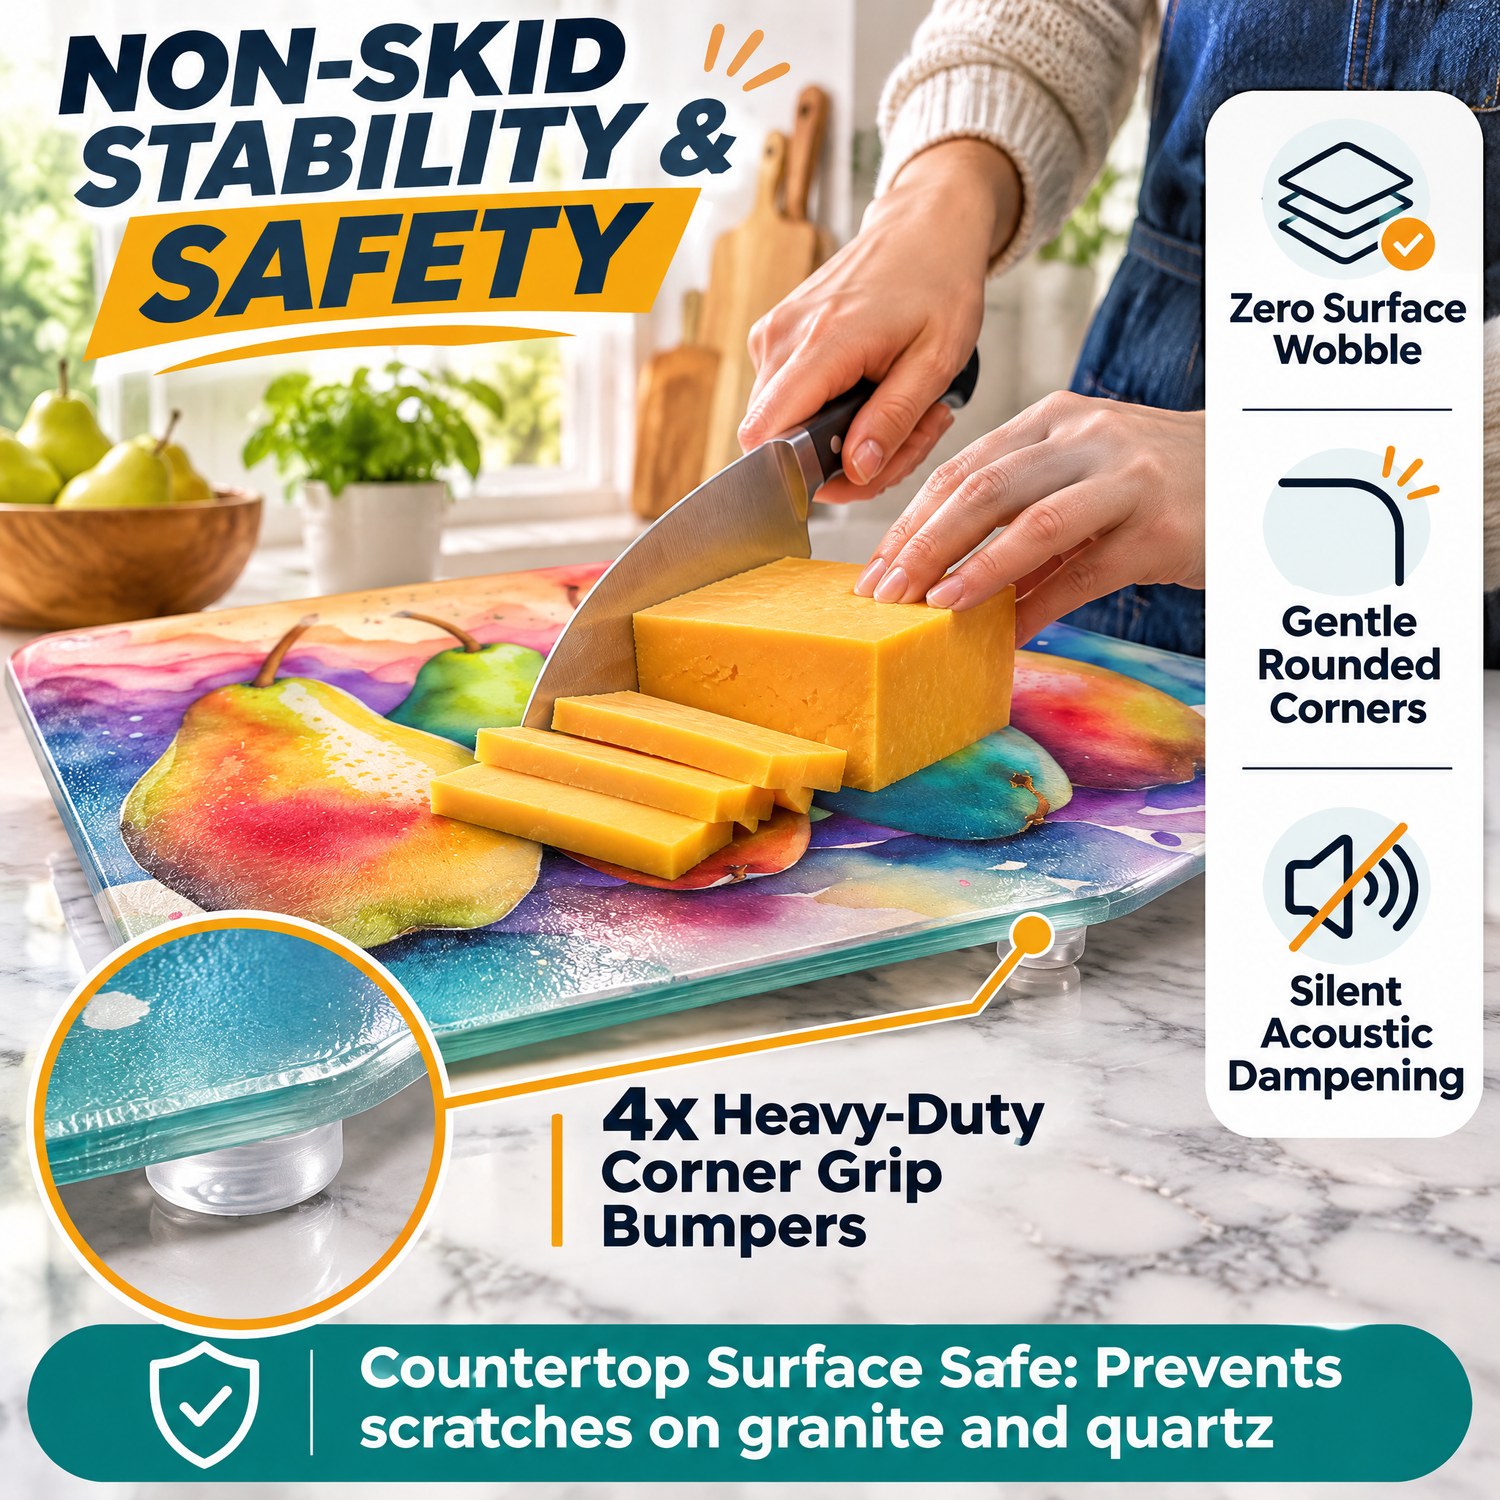 NON-SKID
STABILITY &
SAFETY
Zero Surface
Wobble
Gentle
Rounded
Corners
Silent
Acoustic
Dampening
4x Heavy-Duty
Corner Grip
Bumpers
Countertop Surface Safe: Prevents
scratches on granite and quartz